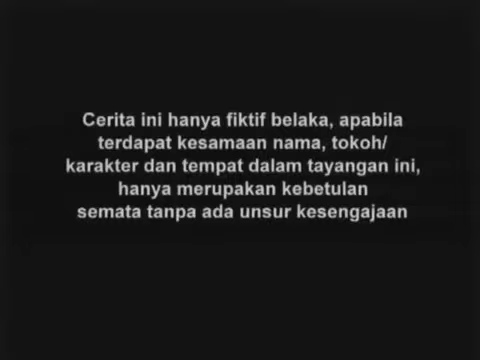 Cerita ini hanya fiktif belaka, apabila
terdapat kesamaan nama, tokoh/
karakter dan tempat dalam tayangan ini,
hanya merupakan kebetulan
semata tanpa ada unsur kesengajaan